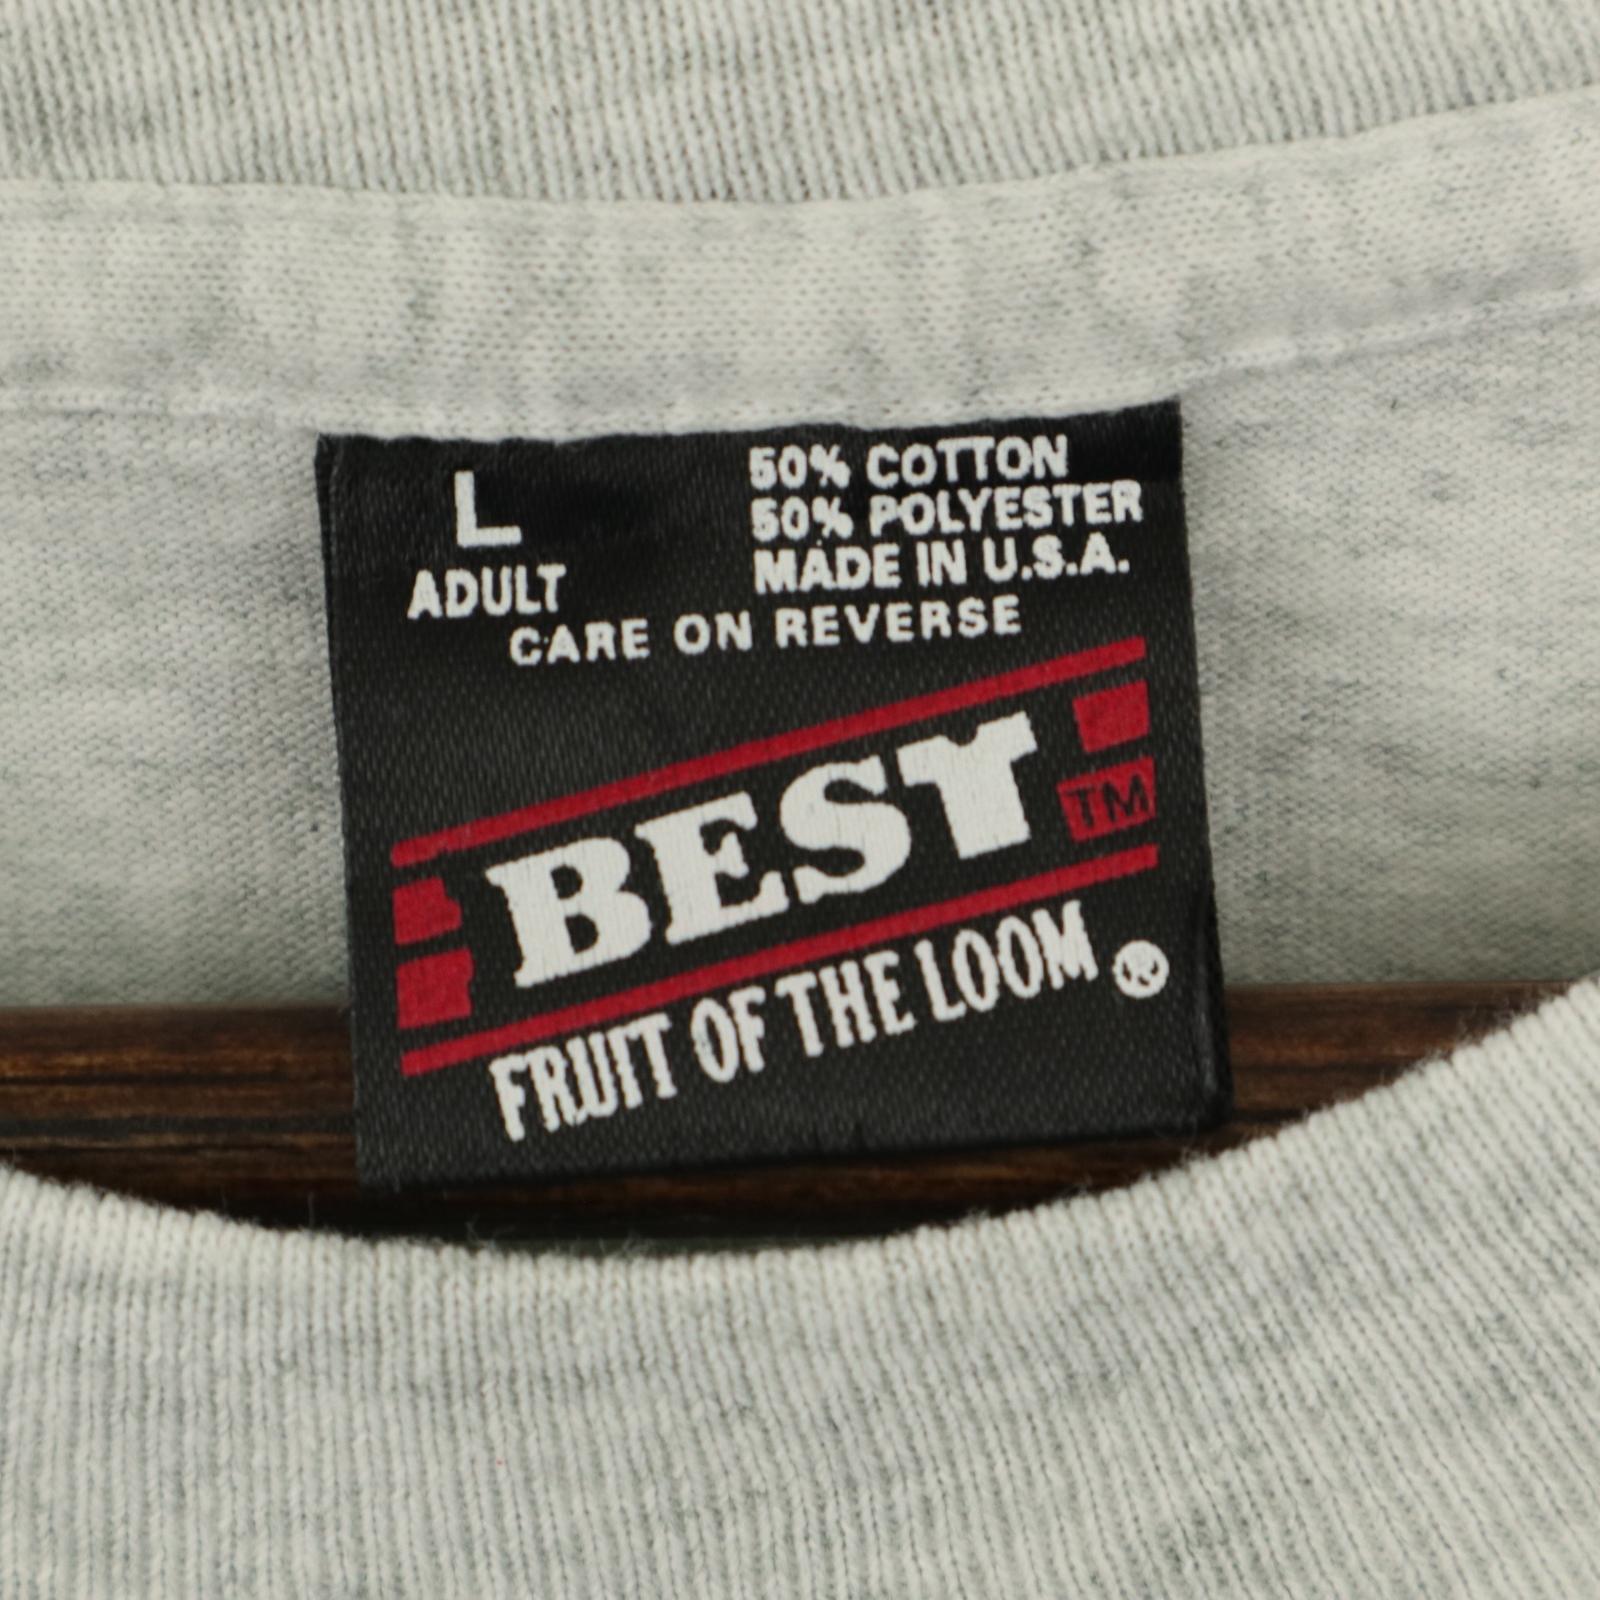 L
ADULT
50% COTTON
50% POLYESTER
MADE IN U.S.A.
CARE ON REVERSE
BEST
TM
FRUIT OF THE LOOM ®